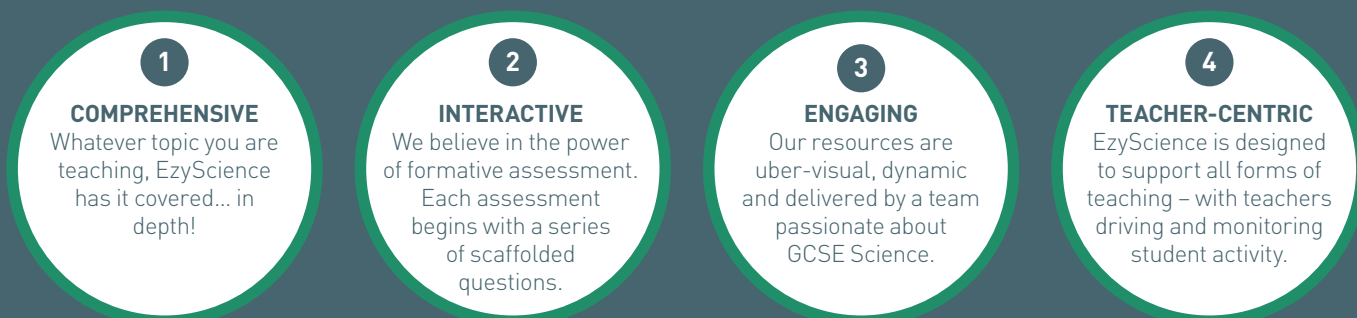 1
COMPREHENSIVE
Whatever topic you are
teaching, EzyScience
has it covered... in
depth!
2
INTERACTIVE
We believe in the power
of formative assessment.
Each assessment
begins with a series
of scaffolded
questions.
3
ENGAGING
Our resources are
uber-visual, dynamic
and delivered by a team
passionate about
GCSE Science.
4
TEACHER-CENTRIC
EzyScience is designed
to support all forms of
teaching – with teachers
driving and monitoring
student activity.